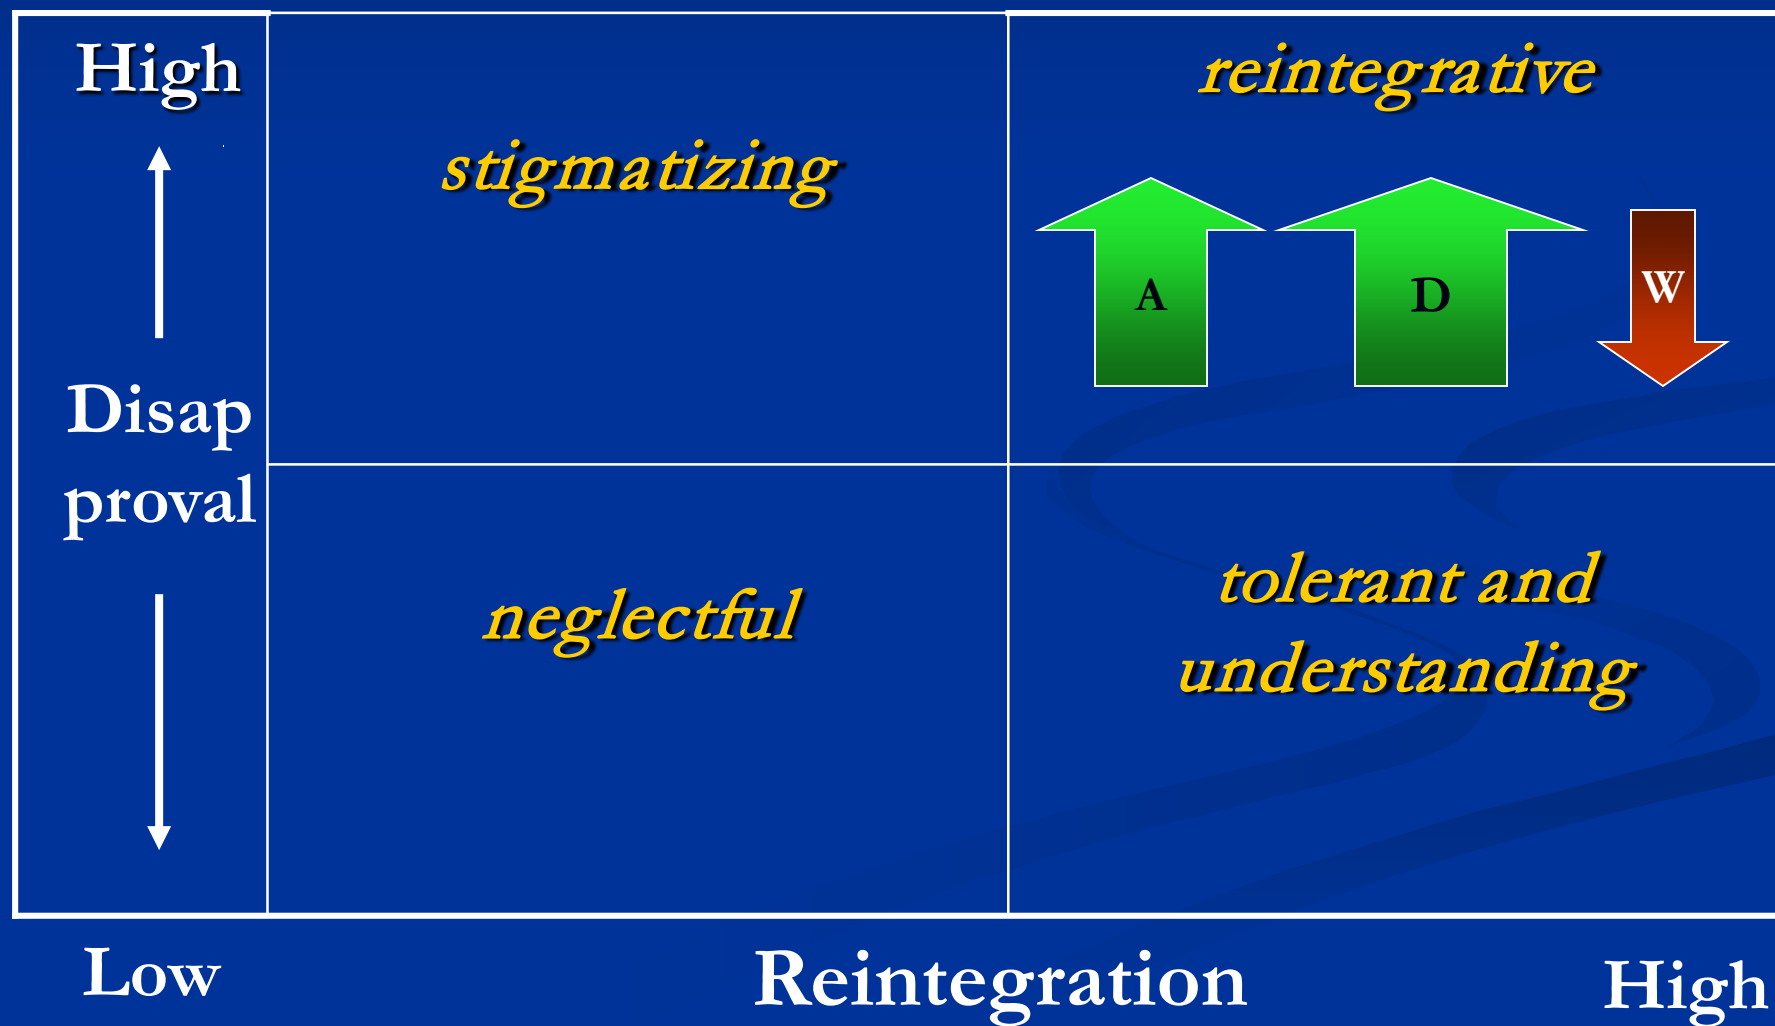 High
reintegrative
stigmatizing
A
D
W
Disap
proval
neglectful
tolerant and
understanding
Low
Reintegration
High